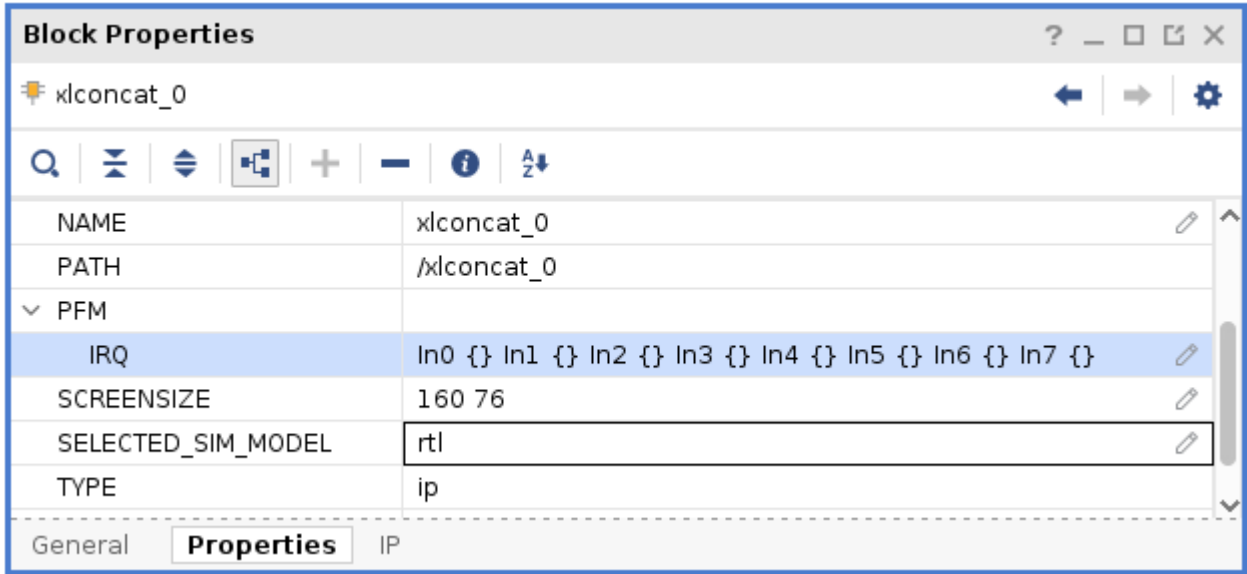 Block Properties
xlconcat_0
NAME xlconcat_0
PATH /xlconcat_0
PFM
IRQ In0 {} In1 {} In2 {} In3 {} In4 {} In5 {} In6 {} In7 {}
SCREENSIZE 160 76
SELECTED_SIM_MODEL rtl
TYPE ip
General Properties IP